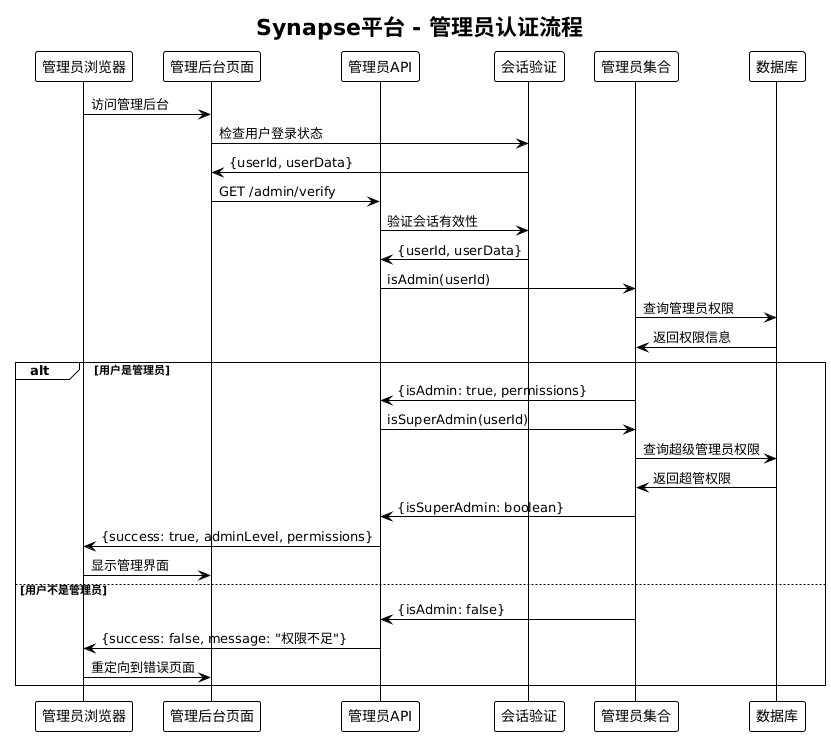 Synapse平台 - 管理员认证流程
管理员浏览器
管理后台页面
管理员API
会话验证
管理员集合
数据库
访问管理后台
检查用户登录状态
{userId, userData}
GET /admin/verify
验证会话有效性
{userId, userData}
isAdmin(userId)
查询管理员权限
返回权限信息
alt
[用户是管理员]
{isAdmin: true, permissions}
isSuperAdmin(userId)
查询超级管理员权限
返回超管权限
{isSuperAdmin: boolean}
{success: true, adminLevel, permissions}
显示管理界面
[用户不是管理员]
{isAdmin: false}
{success: false, message: "权限不足"}
重定向到错误页面
管理员浏览器
管理后台页面
管理员API
会话验证
管理员集合
数据库